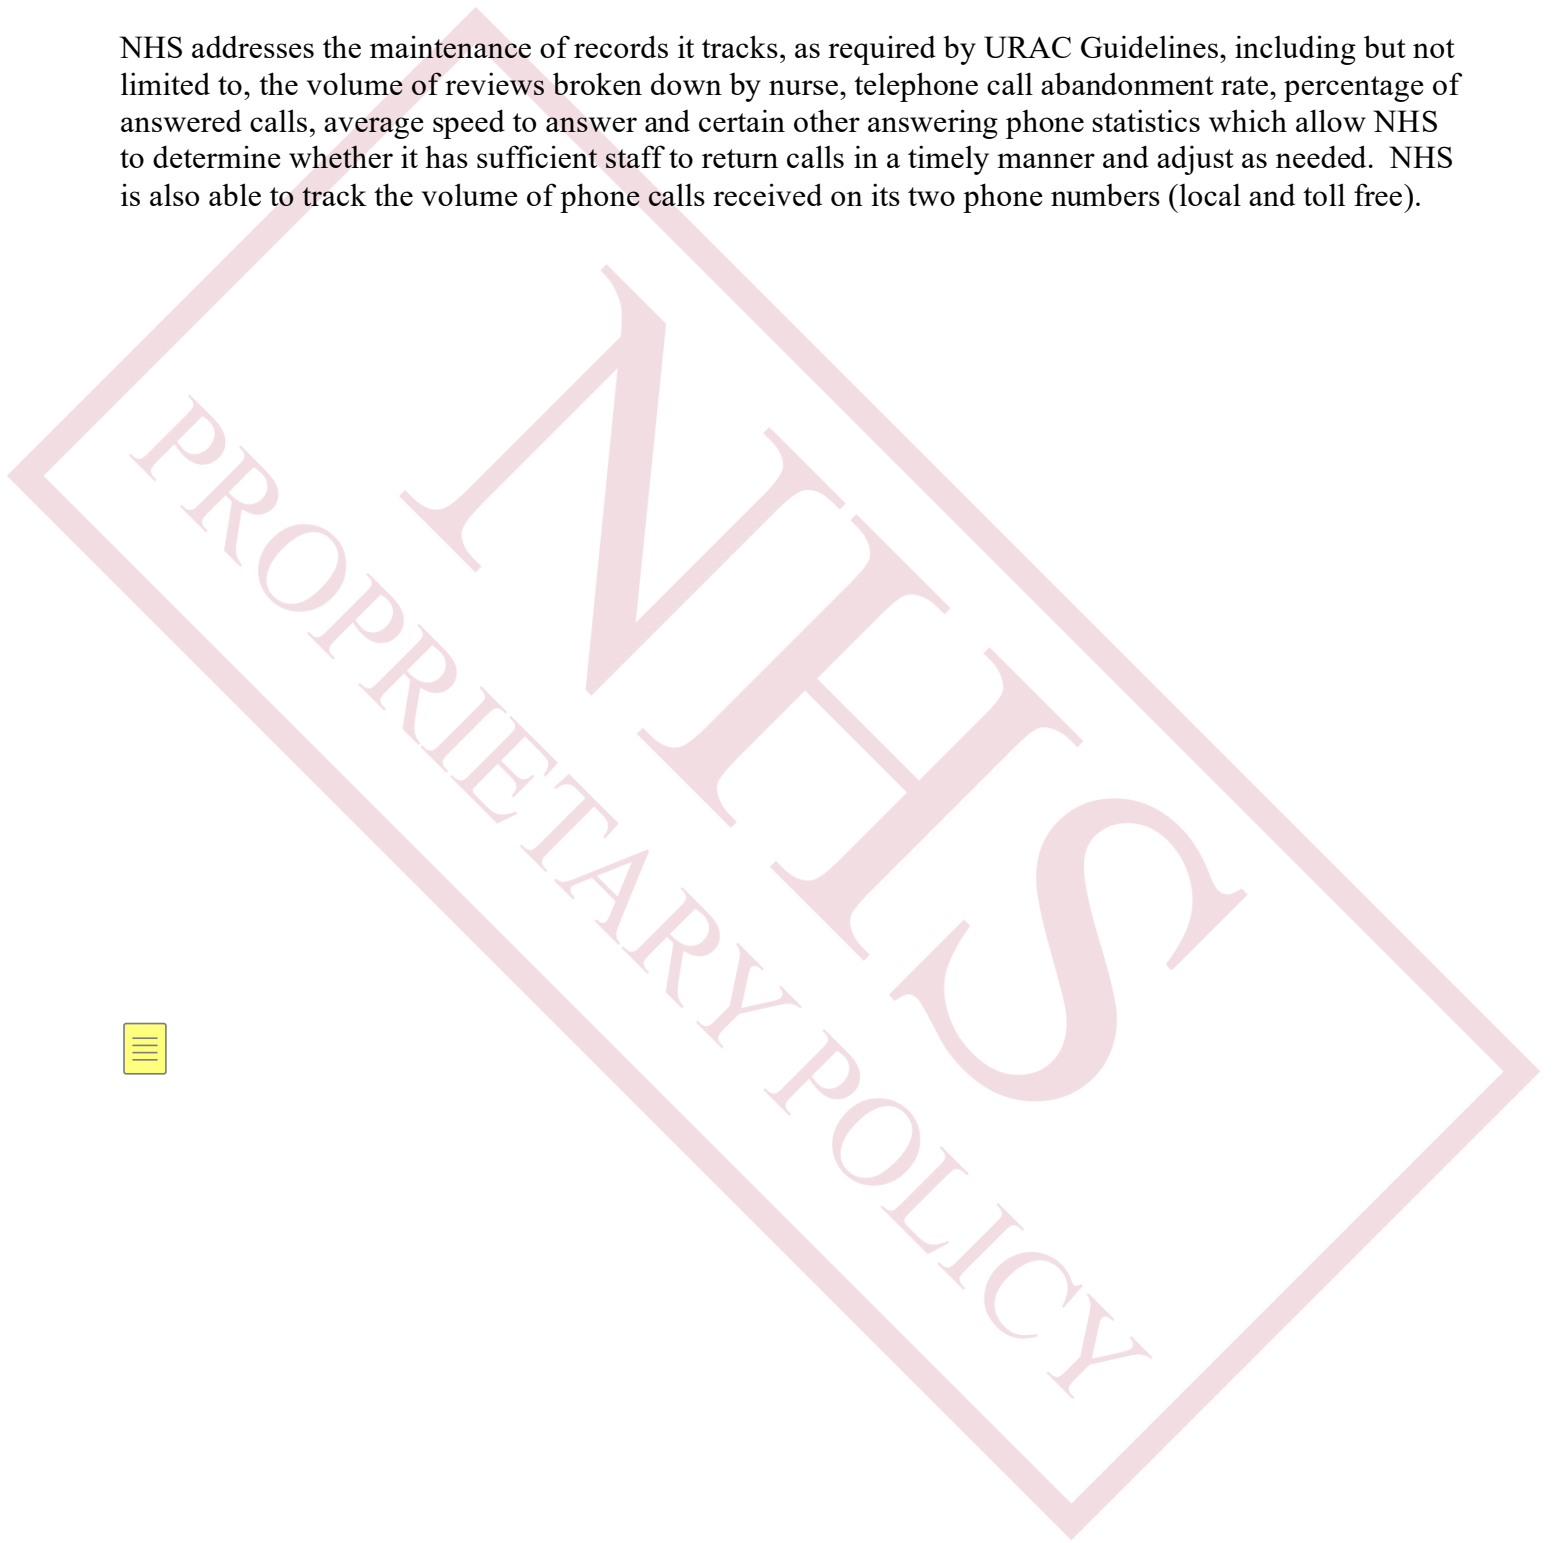 NHS addresses the maintenance of records it tracks, as required by URAC Guidelines, including but not
limited to, the volume of reviews broken down by nurse, telephone call abandonment rate, percentage of
answered calls, average speed to answer and certain other answering phone statistics which allow NHS
to determine whether it has sufficient staff to return calls in a timely manner and adjust as needed.  NHS
is also able to track the volume of phone calls received on its two phone numbers (local and toll free).
NHS
PROPRIETARY POLICY